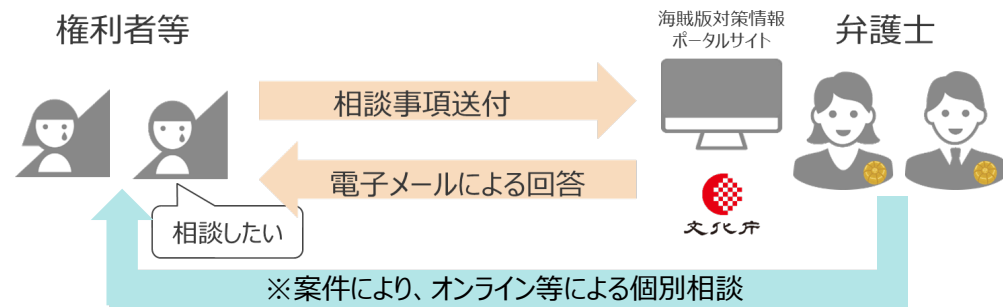 権利者等
海賊版対策情報
ポータルサイト
弁護士
相談事項送付
電子メールによる回答
相談したい
文化庁
※案件により、オンライン等による個別相談